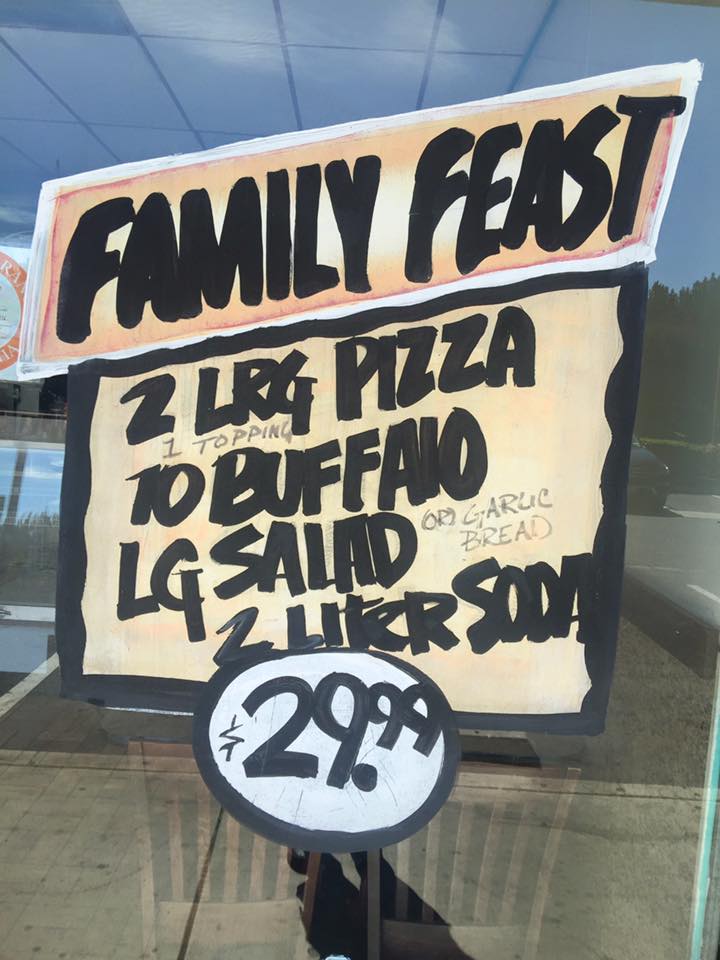 FAMILY FEAST
2 LRG PIZZA
1 TOPPING
10 BUFFALO
LG SALAD (OR) GARLIC
BREAD
2 LITER SODA
$29.99